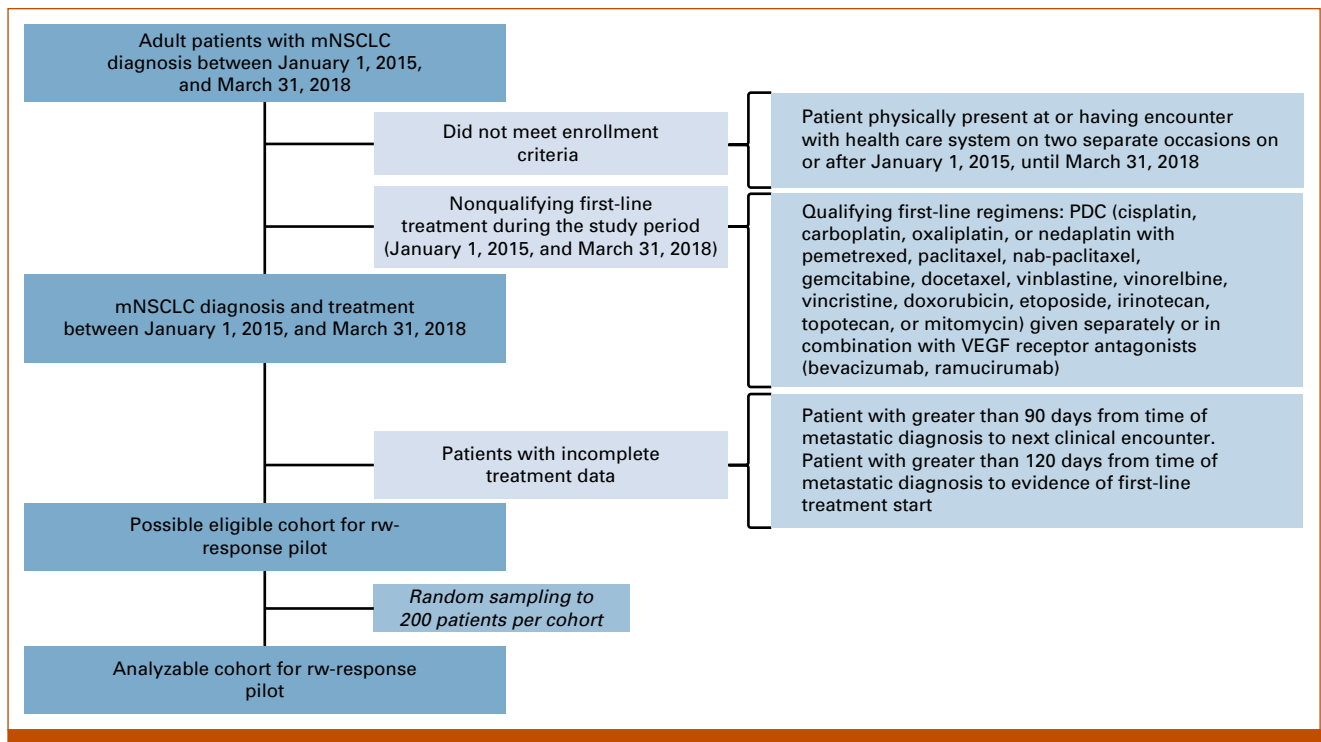 Adult patients with mNSCLC
diagnosis between January 1, 2015,
and March 31, 2018
Did not meet enrollment
criteria
Patient physically present at or having encounter
with health care system on two separate occasions on
or after January 1, 2015, until March 31, 2018
Nonqualifying first-line
treatment during the study period
(January 1, 2015, and March 31, 2018)
Qualifying first-line regimens: PDC (cisplatin,
carboplatin, oxaliplatin, or nedaplatin with
pemetrexed, paclitaxel, nab-paclitaxel,
gemcitabine, docetaxel, vinblastine, vinorelbine,
vincristine, doxorubicin, etoposide, irinotecan,
topotecan, or mitomycin) given separately or in
combination with VEGF receptor antagonists
(bevacizumab, ramucirumab)
mNSCLC diagnosis and treatment
between January 1, 2015, and March 31, 2018
Patients with incomplete
treatment data
Patient with greater than 90 days from time of
metastatic diagnosis to next clinical encounter.
Patient with greater than 120 days from time of
metastatic diagnosis to evidence of first-line
treatment start
Possible eligible cohort for rw-
response pilot
Random sampling to
200 patients per cohort
Analyzable cohort for rw-response
pilot